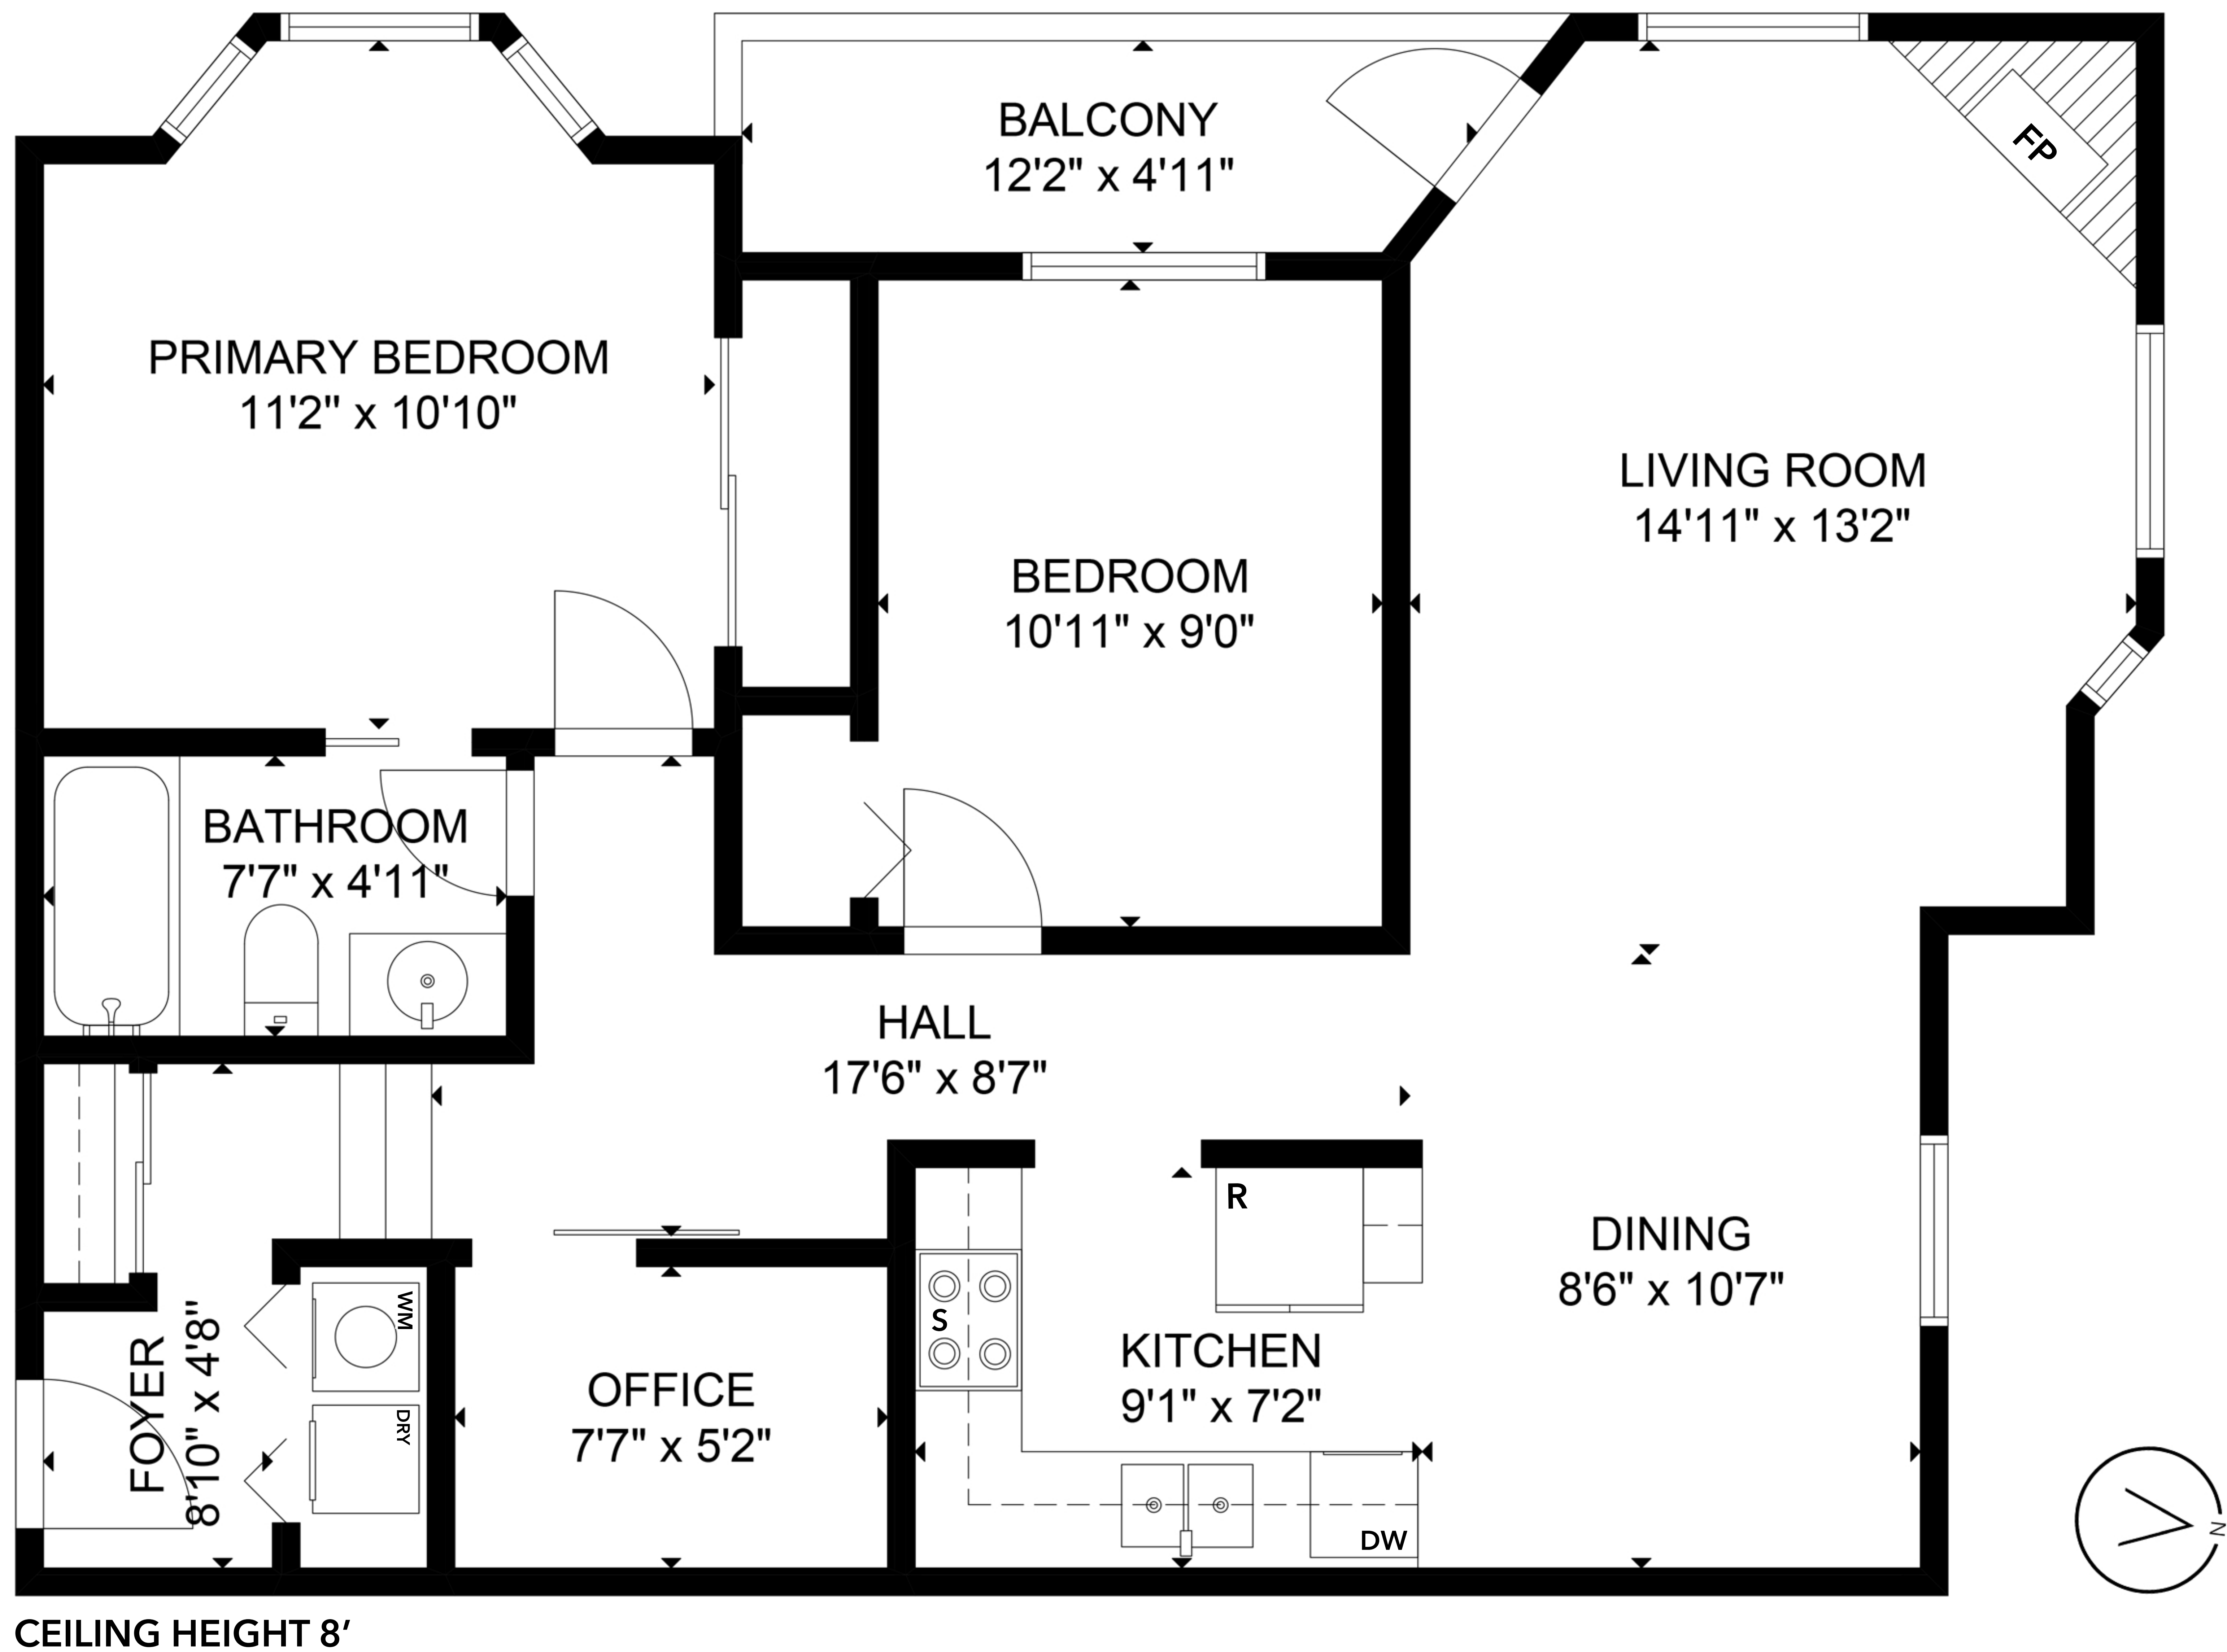 BALCONY
12'2" x 4'11"
FP
PRIMARY BEDROOM
11'2" x 10'10"
LIVING ROOM
14'11" x 13'2"
BEDROOM
10'11" x 9'0"
BATHROOM
7'7" x 4'11"
HALL
17'6" x 8'7"
R
DINING
8'6" x 10'7"
WM
S
FOYER
8'10" x 4'8"
KITCHEN
9'1" x 7'2"
OFFICE
7'7" x 5'2"
DRY
DW
N
CEILING HEIGHT 8’